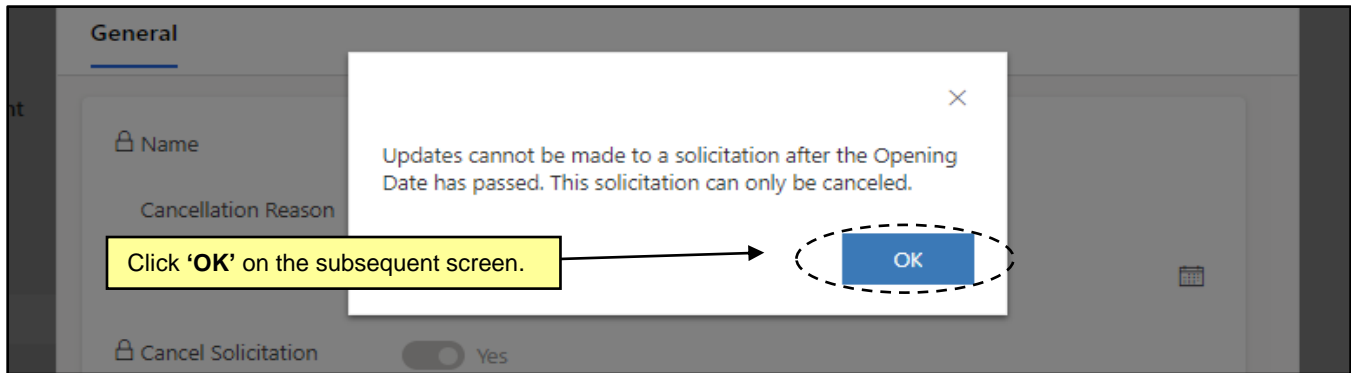 General
nt
Name
Updates cannot be made to a solicitation after the Opening
Date has passed. This solicitation can only be canceled.
Cancellation Reason
Click ‘OK’ on the subsequent screen.
OK
Cancel Solicitation
Yes